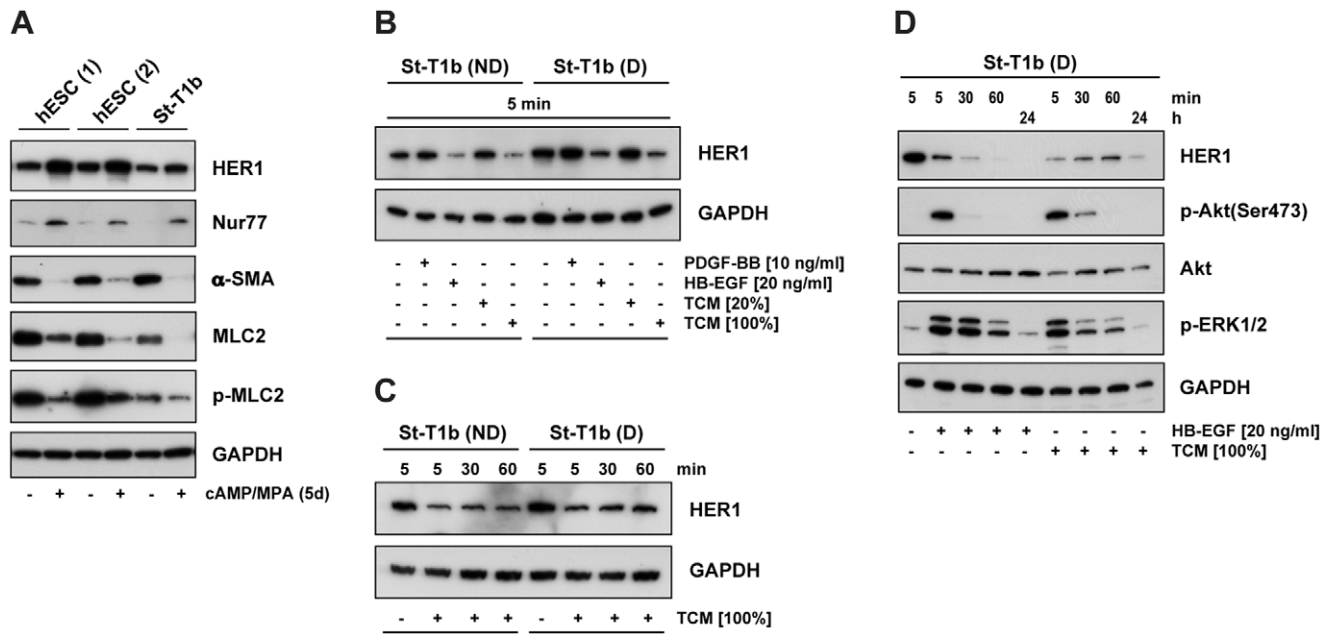 A
hESC (1) hESC (2) St-T1b
HER1
Nur77
α-SMA
MLC2
p-MLC2
GAPDH
- + - + - + cAMP/MPA (5d)
B
St-T1b (ND) St-T1b (D)
5 min
HER1
GAPDH
- + - - - - + - - - PDGF-BB [10 ng/ml]
- - + - - - - + - - HB-EGF [20 ng/ml]
- - - + - - - - + - TCM [20%]
- - - - + - - - - + TCM [100%]
C
St-T1b (ND) St-T1b (D)
5 5 30 60 5 5 30 60 min
HER1
GAPDH
- + + + - + + + TCM [100%]
D
St-T1b (D)
5 5 30 60 5 30 60 min
24 24 h
HER1
p-Akt(Ser473)
Akt
p-ERK1/2
GAPDH
- + + + + - - - - HB-EGF [20 ng/ml]
- - - - - + + + + TCM [100%]